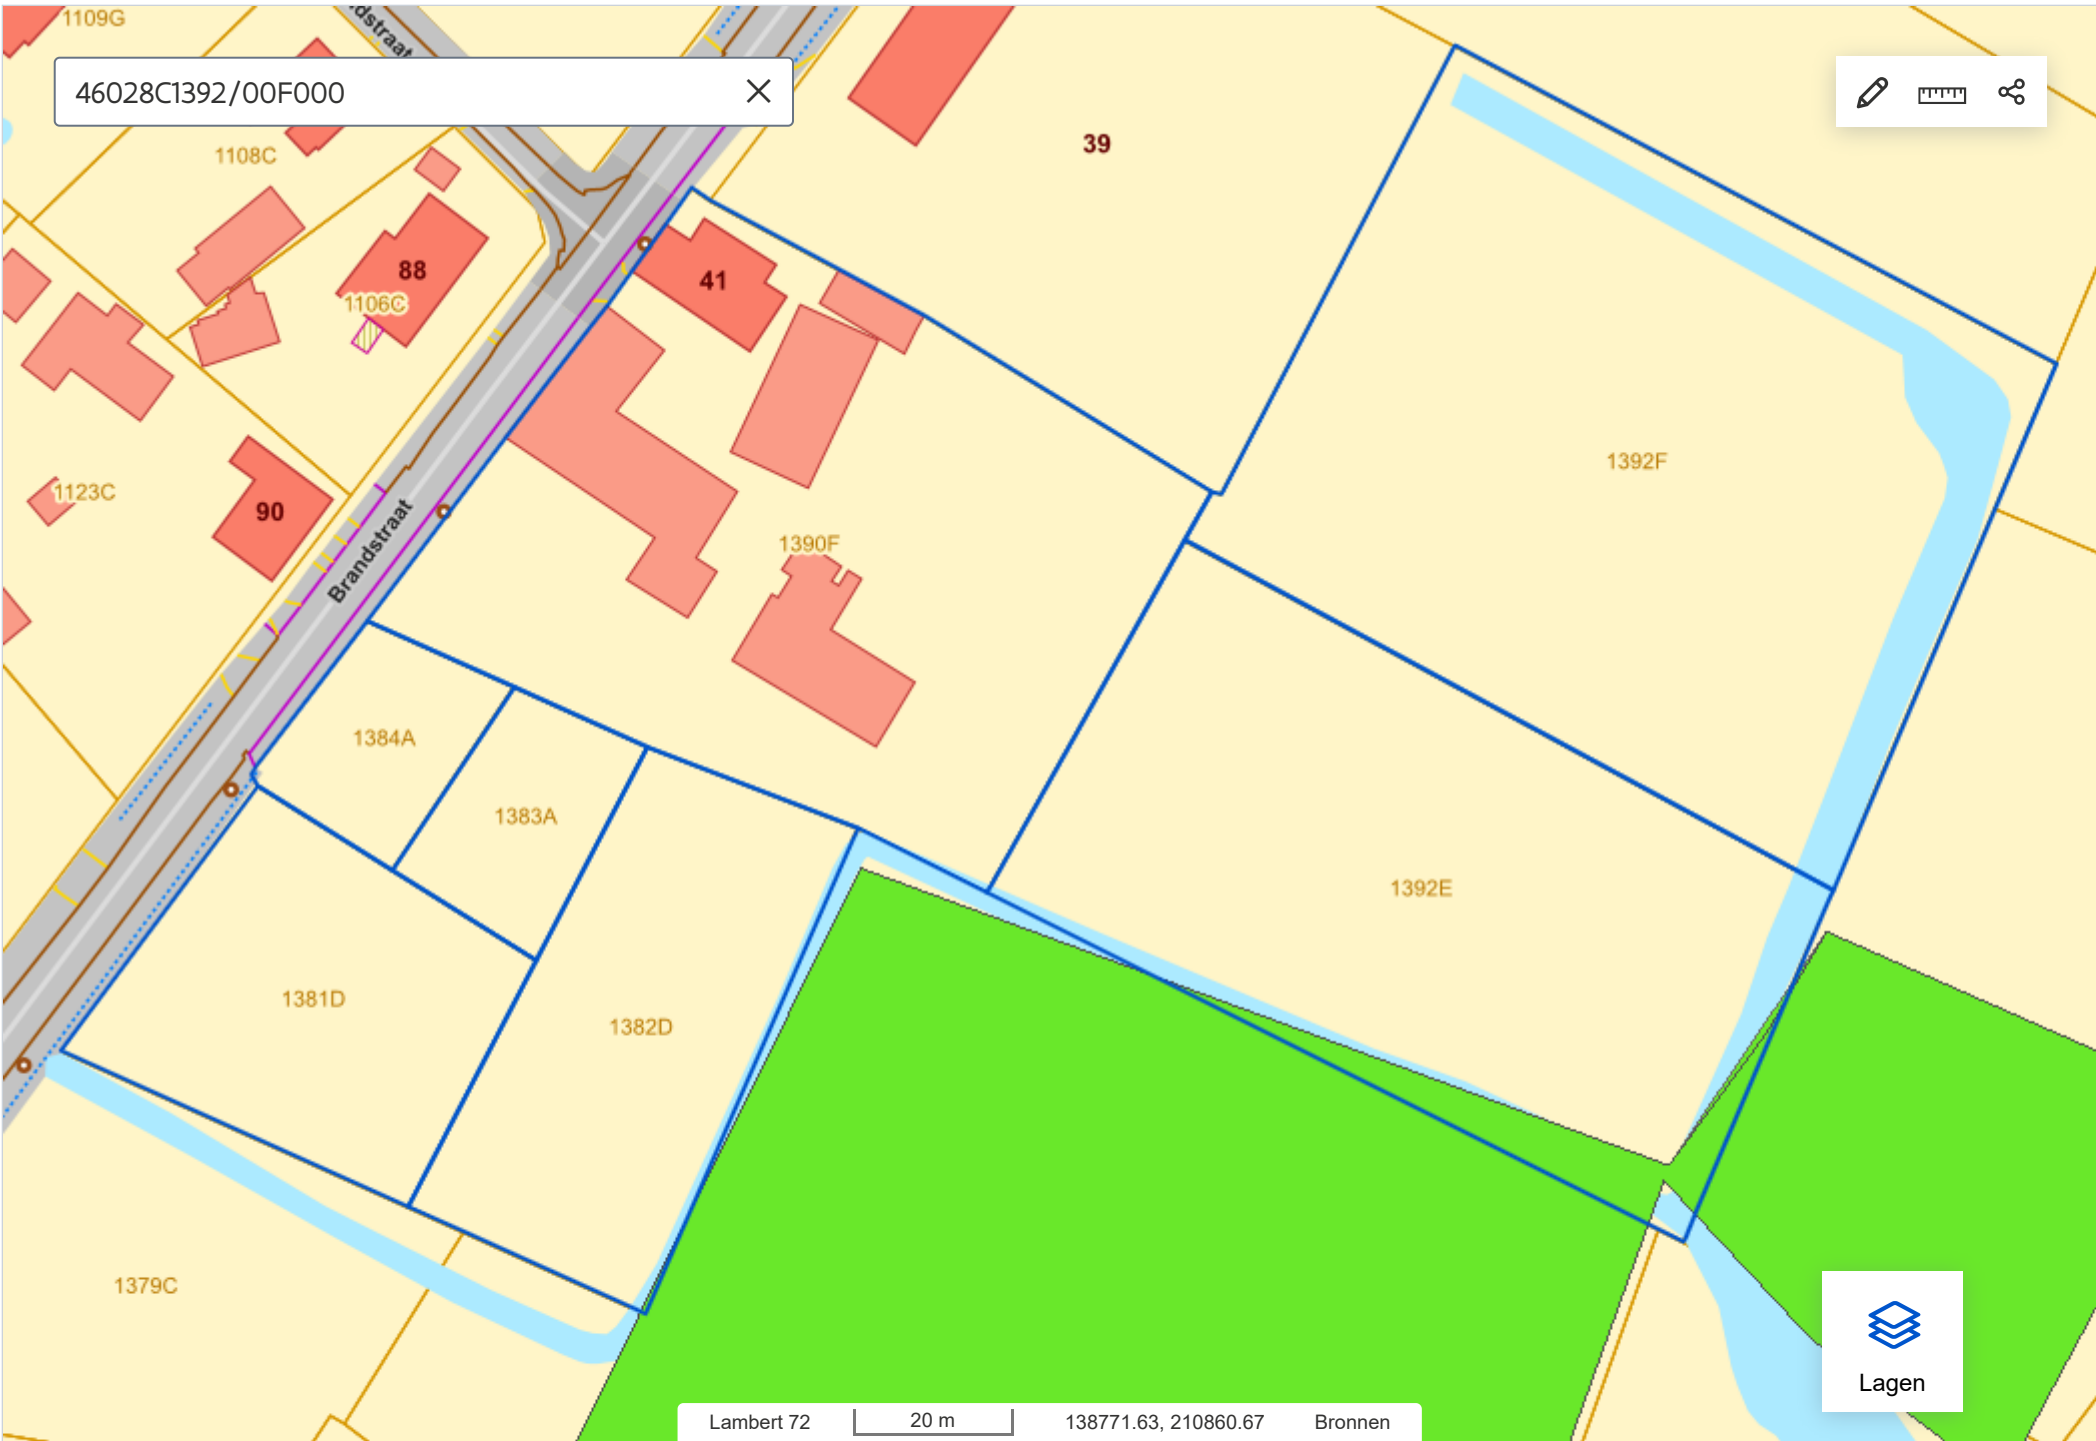 1109G
dstraat
46028C1392/00F000
39
1108C
88
41
1106C
1392F
1123C
90
1390F
Brandstraat
1384A
1383A
1392E
1381D
1382D
1379C
Lagen
Lambert 72
20 m
138771.63, 210860.67
Bronnen